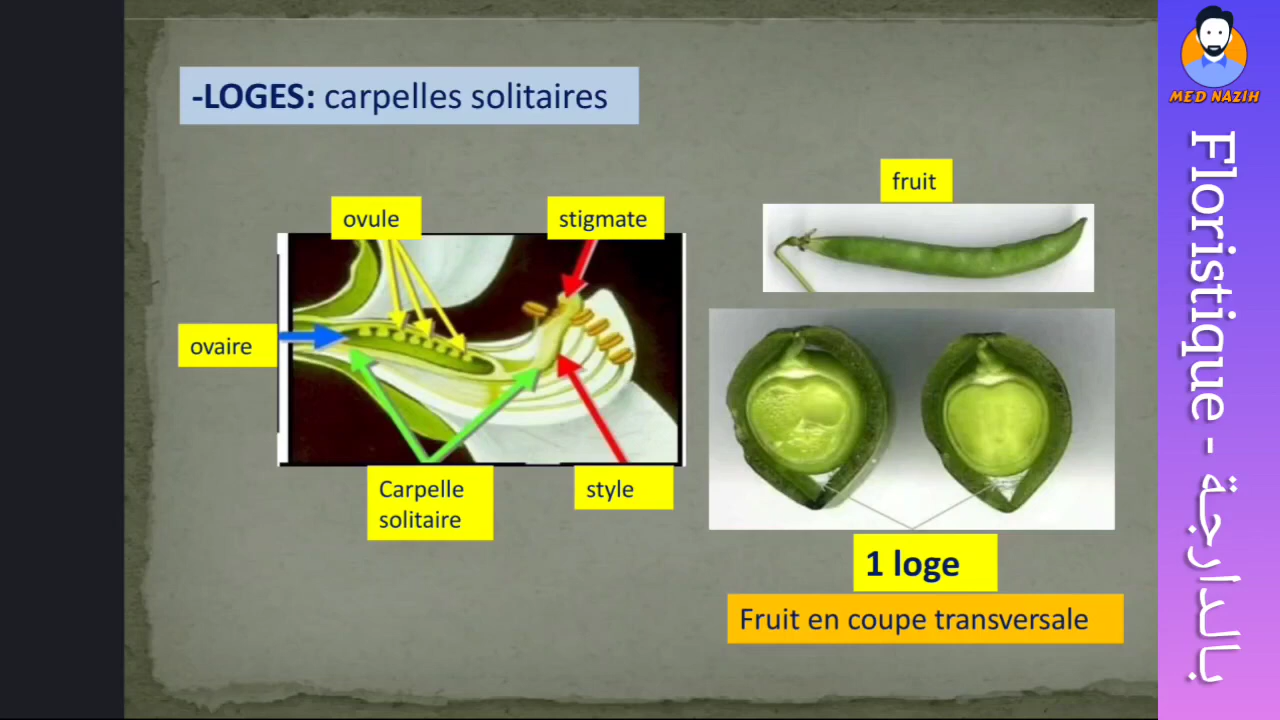 -LOGES: carpelles solitaires
ovule
stigmate
ovaire
Carpelle
solitaire
style
fruit
1 loge
Fruit en coupe transversale
MED NAZIH
Floristique - بالدارجة